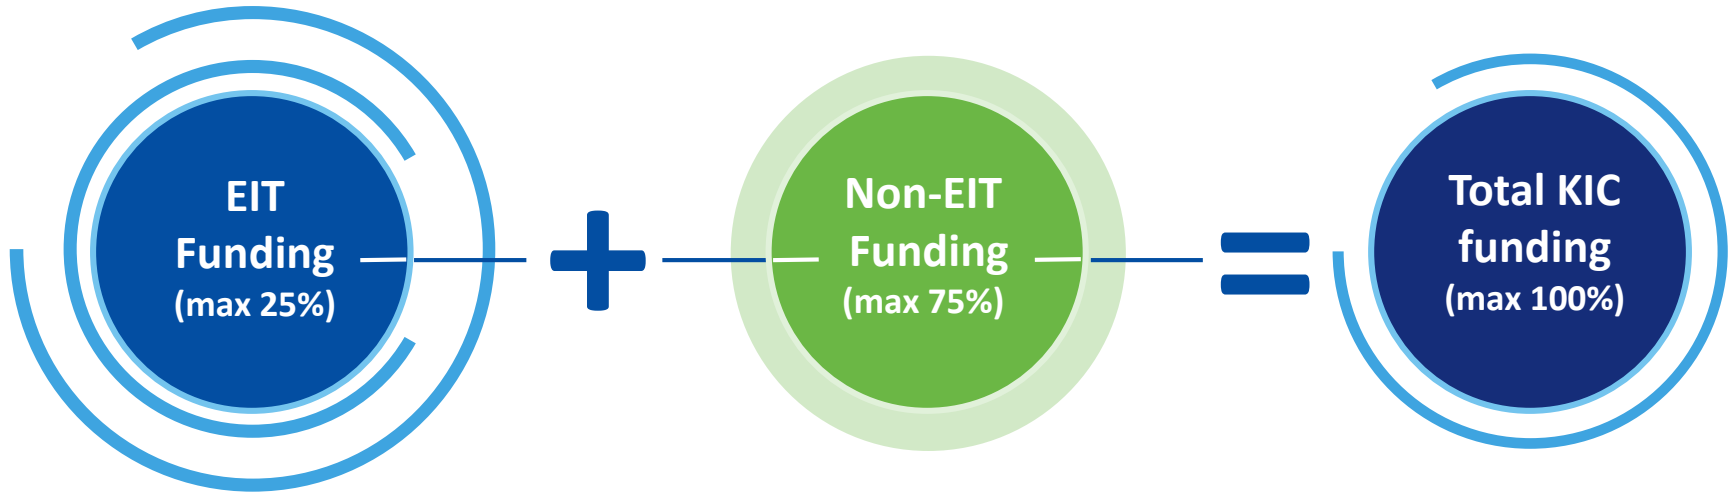 EIT
Funding
(max 25%)
+
Non-EIT
Funding
(max 75%)
=
Total KIC
funding
(max 100%)